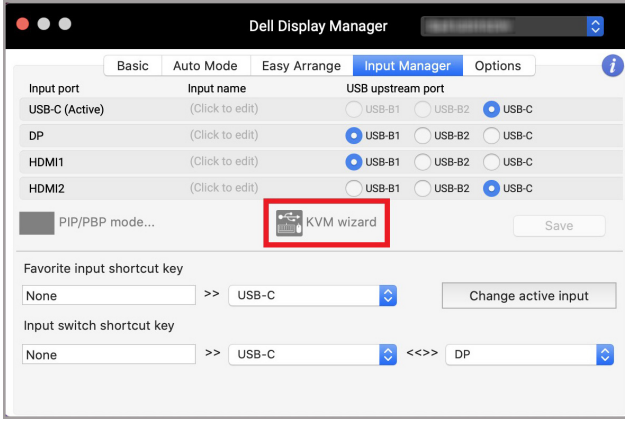 Dell Display Manager
Basic Auto Mode Easy Arrange Input Manager Options i
Input port Input name USB upstream port
USB-C (Active) (Click to edit) USB-B1 USB-B2 USB-C
DP (Click to edit) USB-B1 USB-B2 USB-C
HDMI1 (Click to edit) USB-B1 USB-B2 USB-C
HDMI2 (Click to edit) USB-B1 USB-B2 USB-C
PIP/PBP mode... KVM wizard Save
Favorite input shortcut key
None >> USB-C Change active input
Input switch shortcut key
None >> USB-C <<>> DP